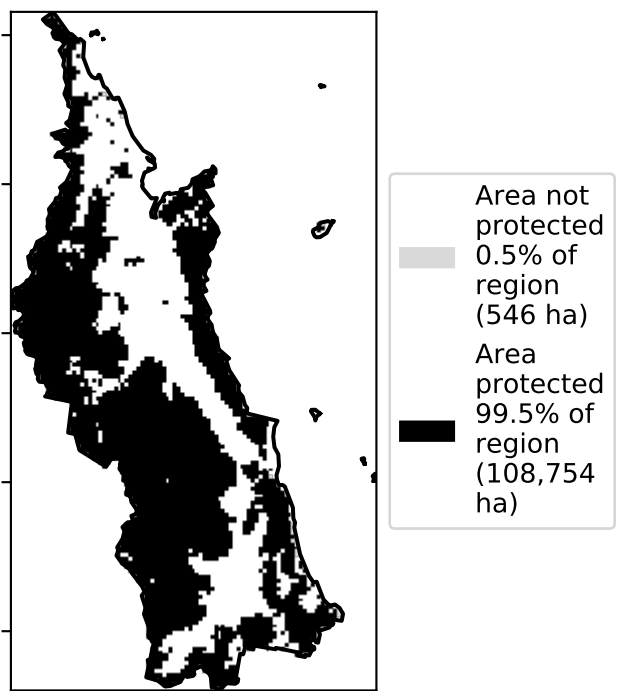 Area not
protected
0.5% of
region
(546 ha)
Area
protected
99.5% of
region
(108,754
ha)